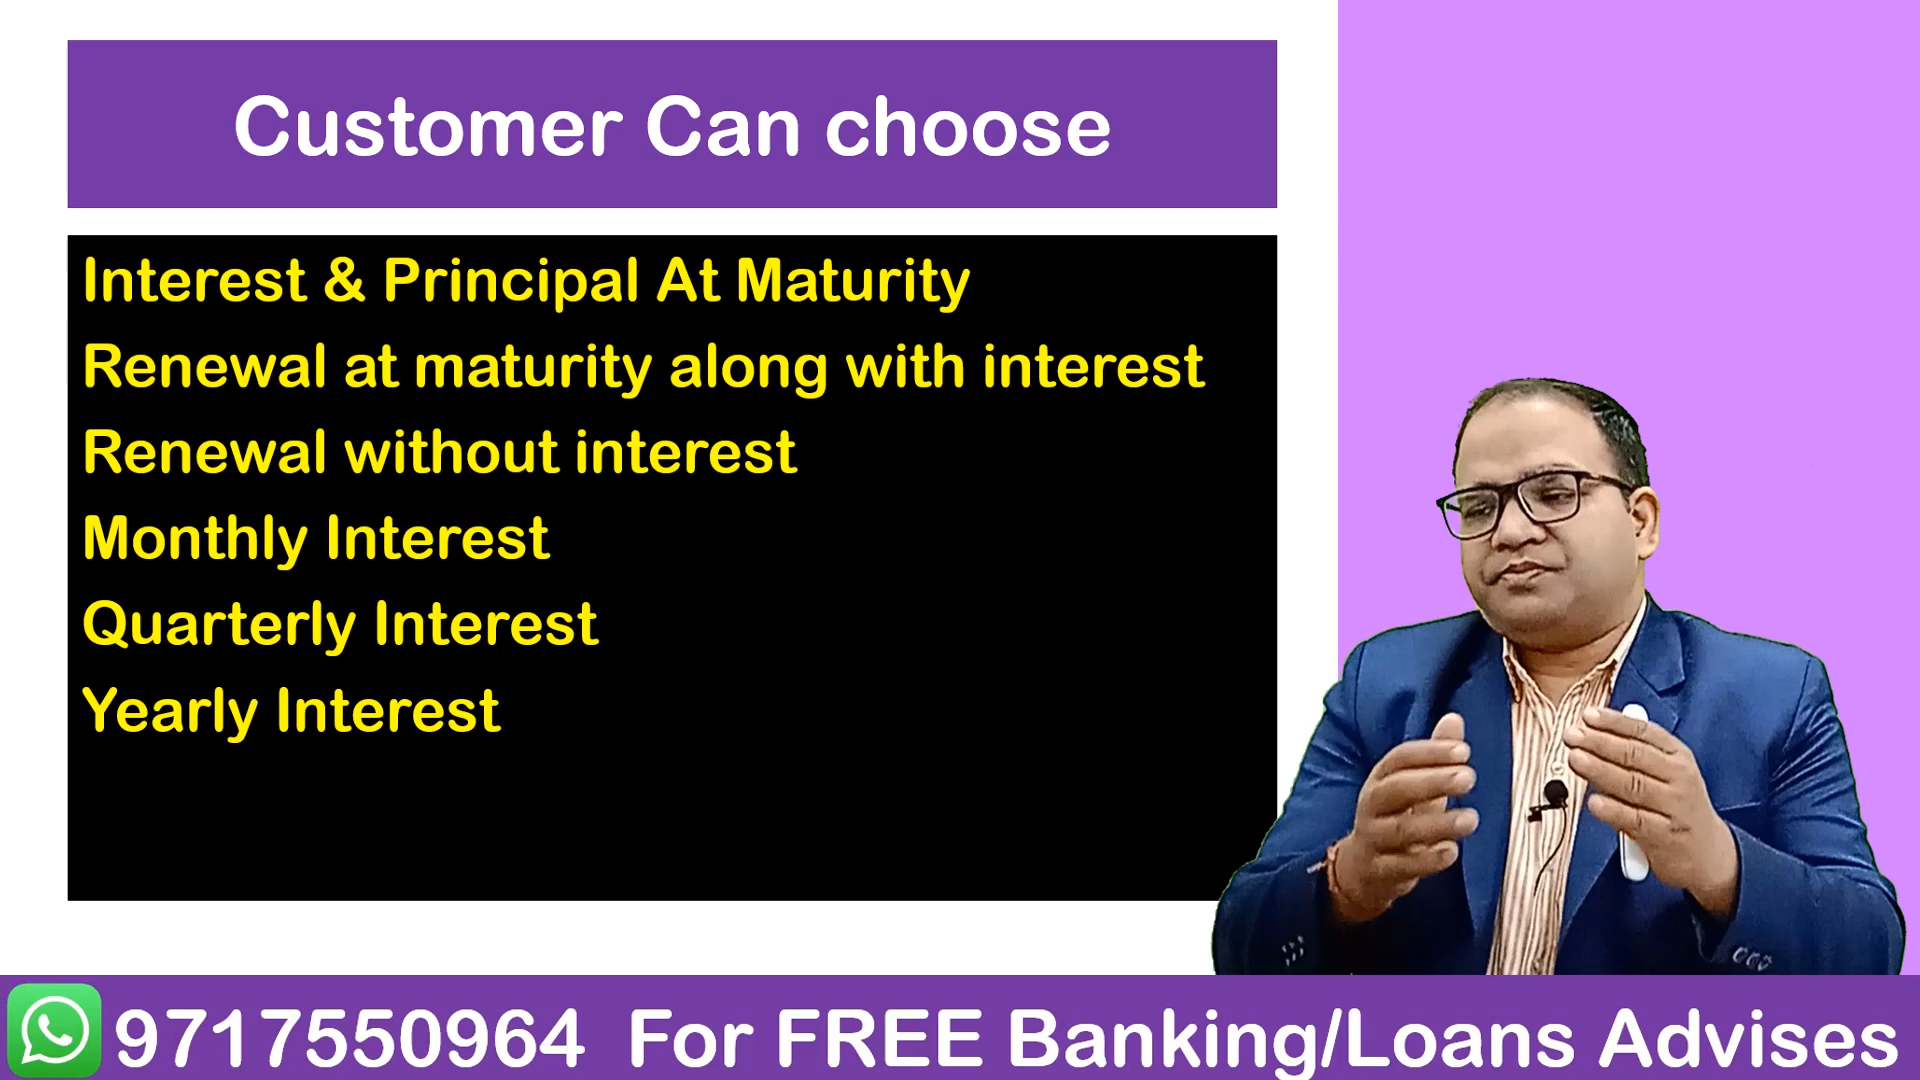 Customer Can choose
Interest & Principal At Maturity
Renewal at maturity along with interest
Renewal without interest
Monthly Interest
Quarterly Interest
Yearly Interest
9717550964 For FREE Banking/Loans Advises